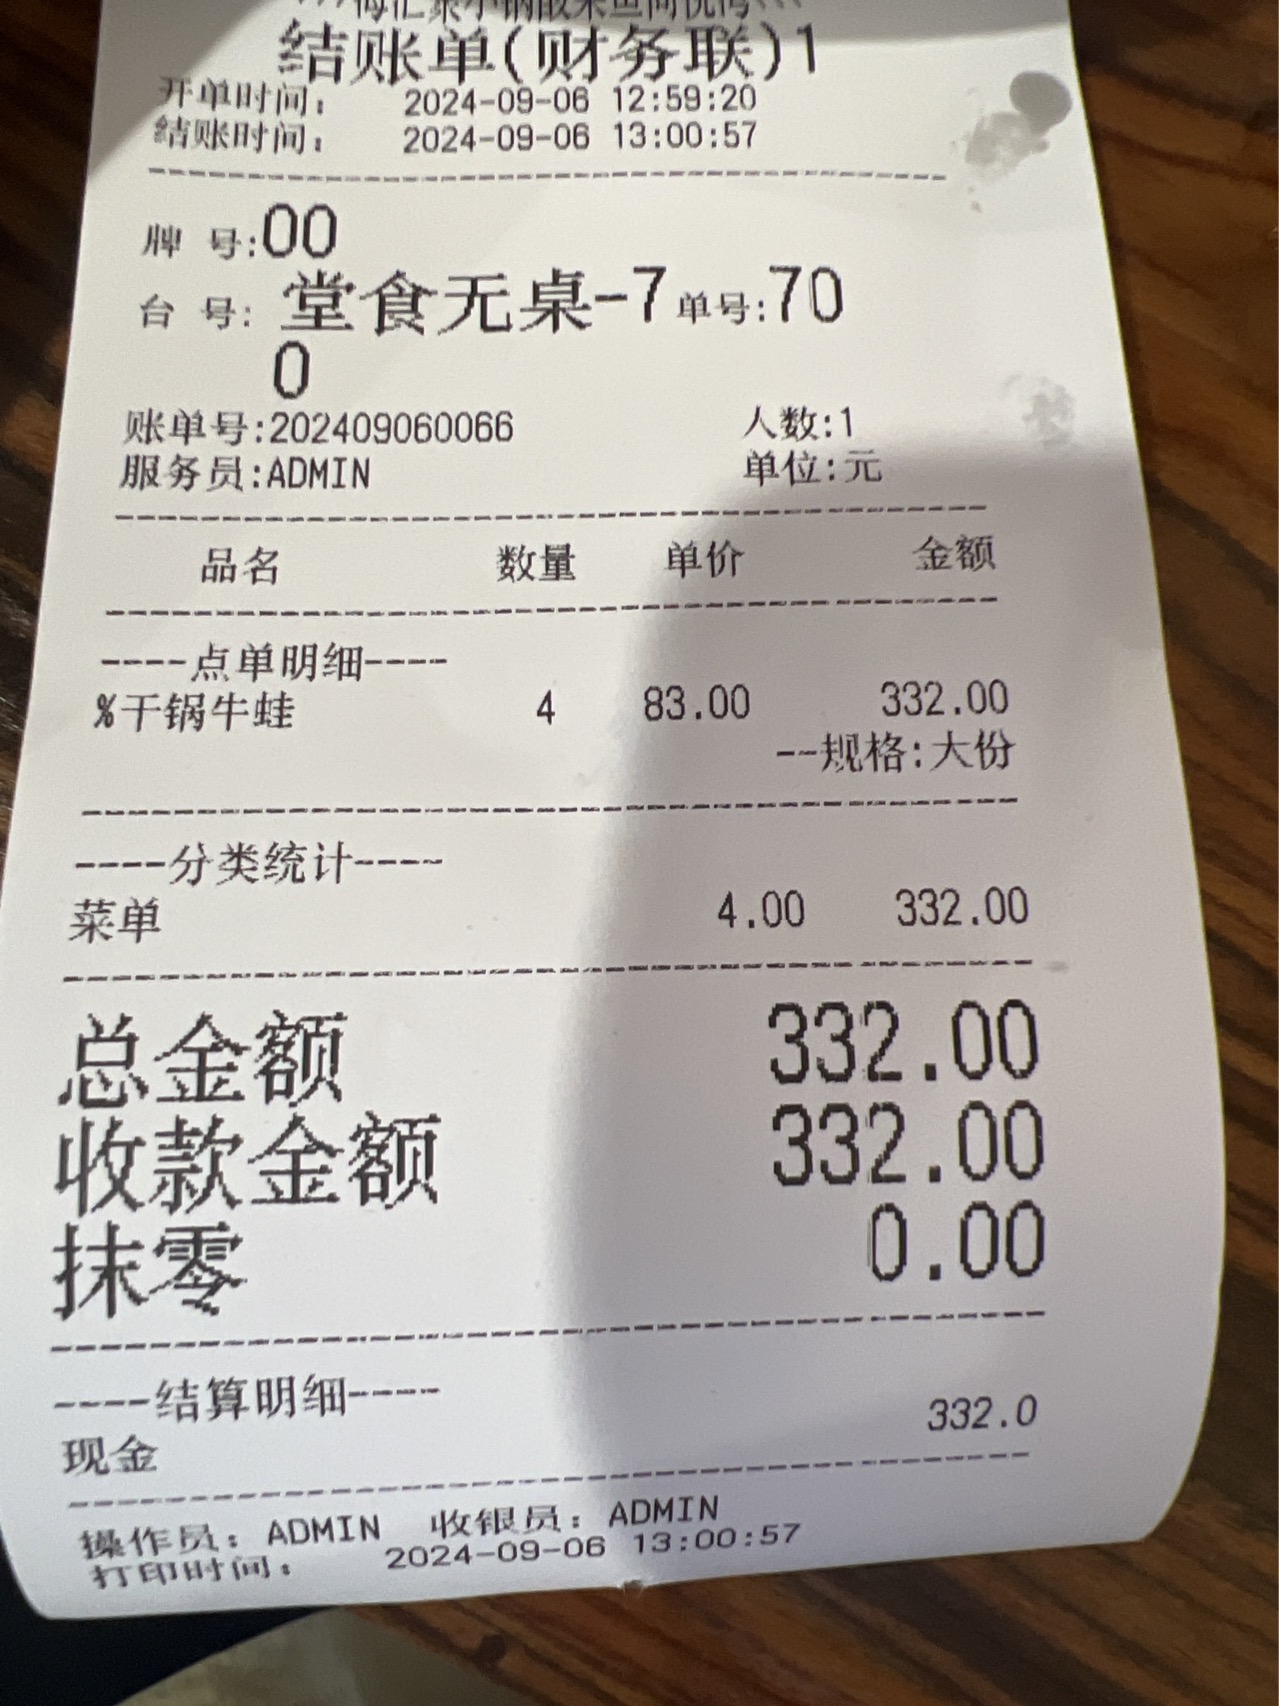 结账单(财务联)1
开单时间: 2024-09-06 12:59:20
结账时间: 2024-09-06 13:00:57
牌 号:00
台 号: 堂食无桌-7 单号:70
0
账单号:202409060066 人数:1
服务员:ADMIN 单位:元
品名 数量 单价 金额
----点单明细----
%干锅牛蛙 4 83.00 332.00
--规格:大份
----分类统计----
菜单 4.00 332.00
总金额 332.00
收款金额 332.00
抹零 0.00
----结算明细----
现金 332.0
操作员: ADMIN 收银员: ADMIN
打印时间: 2024-09-06 13:00:57